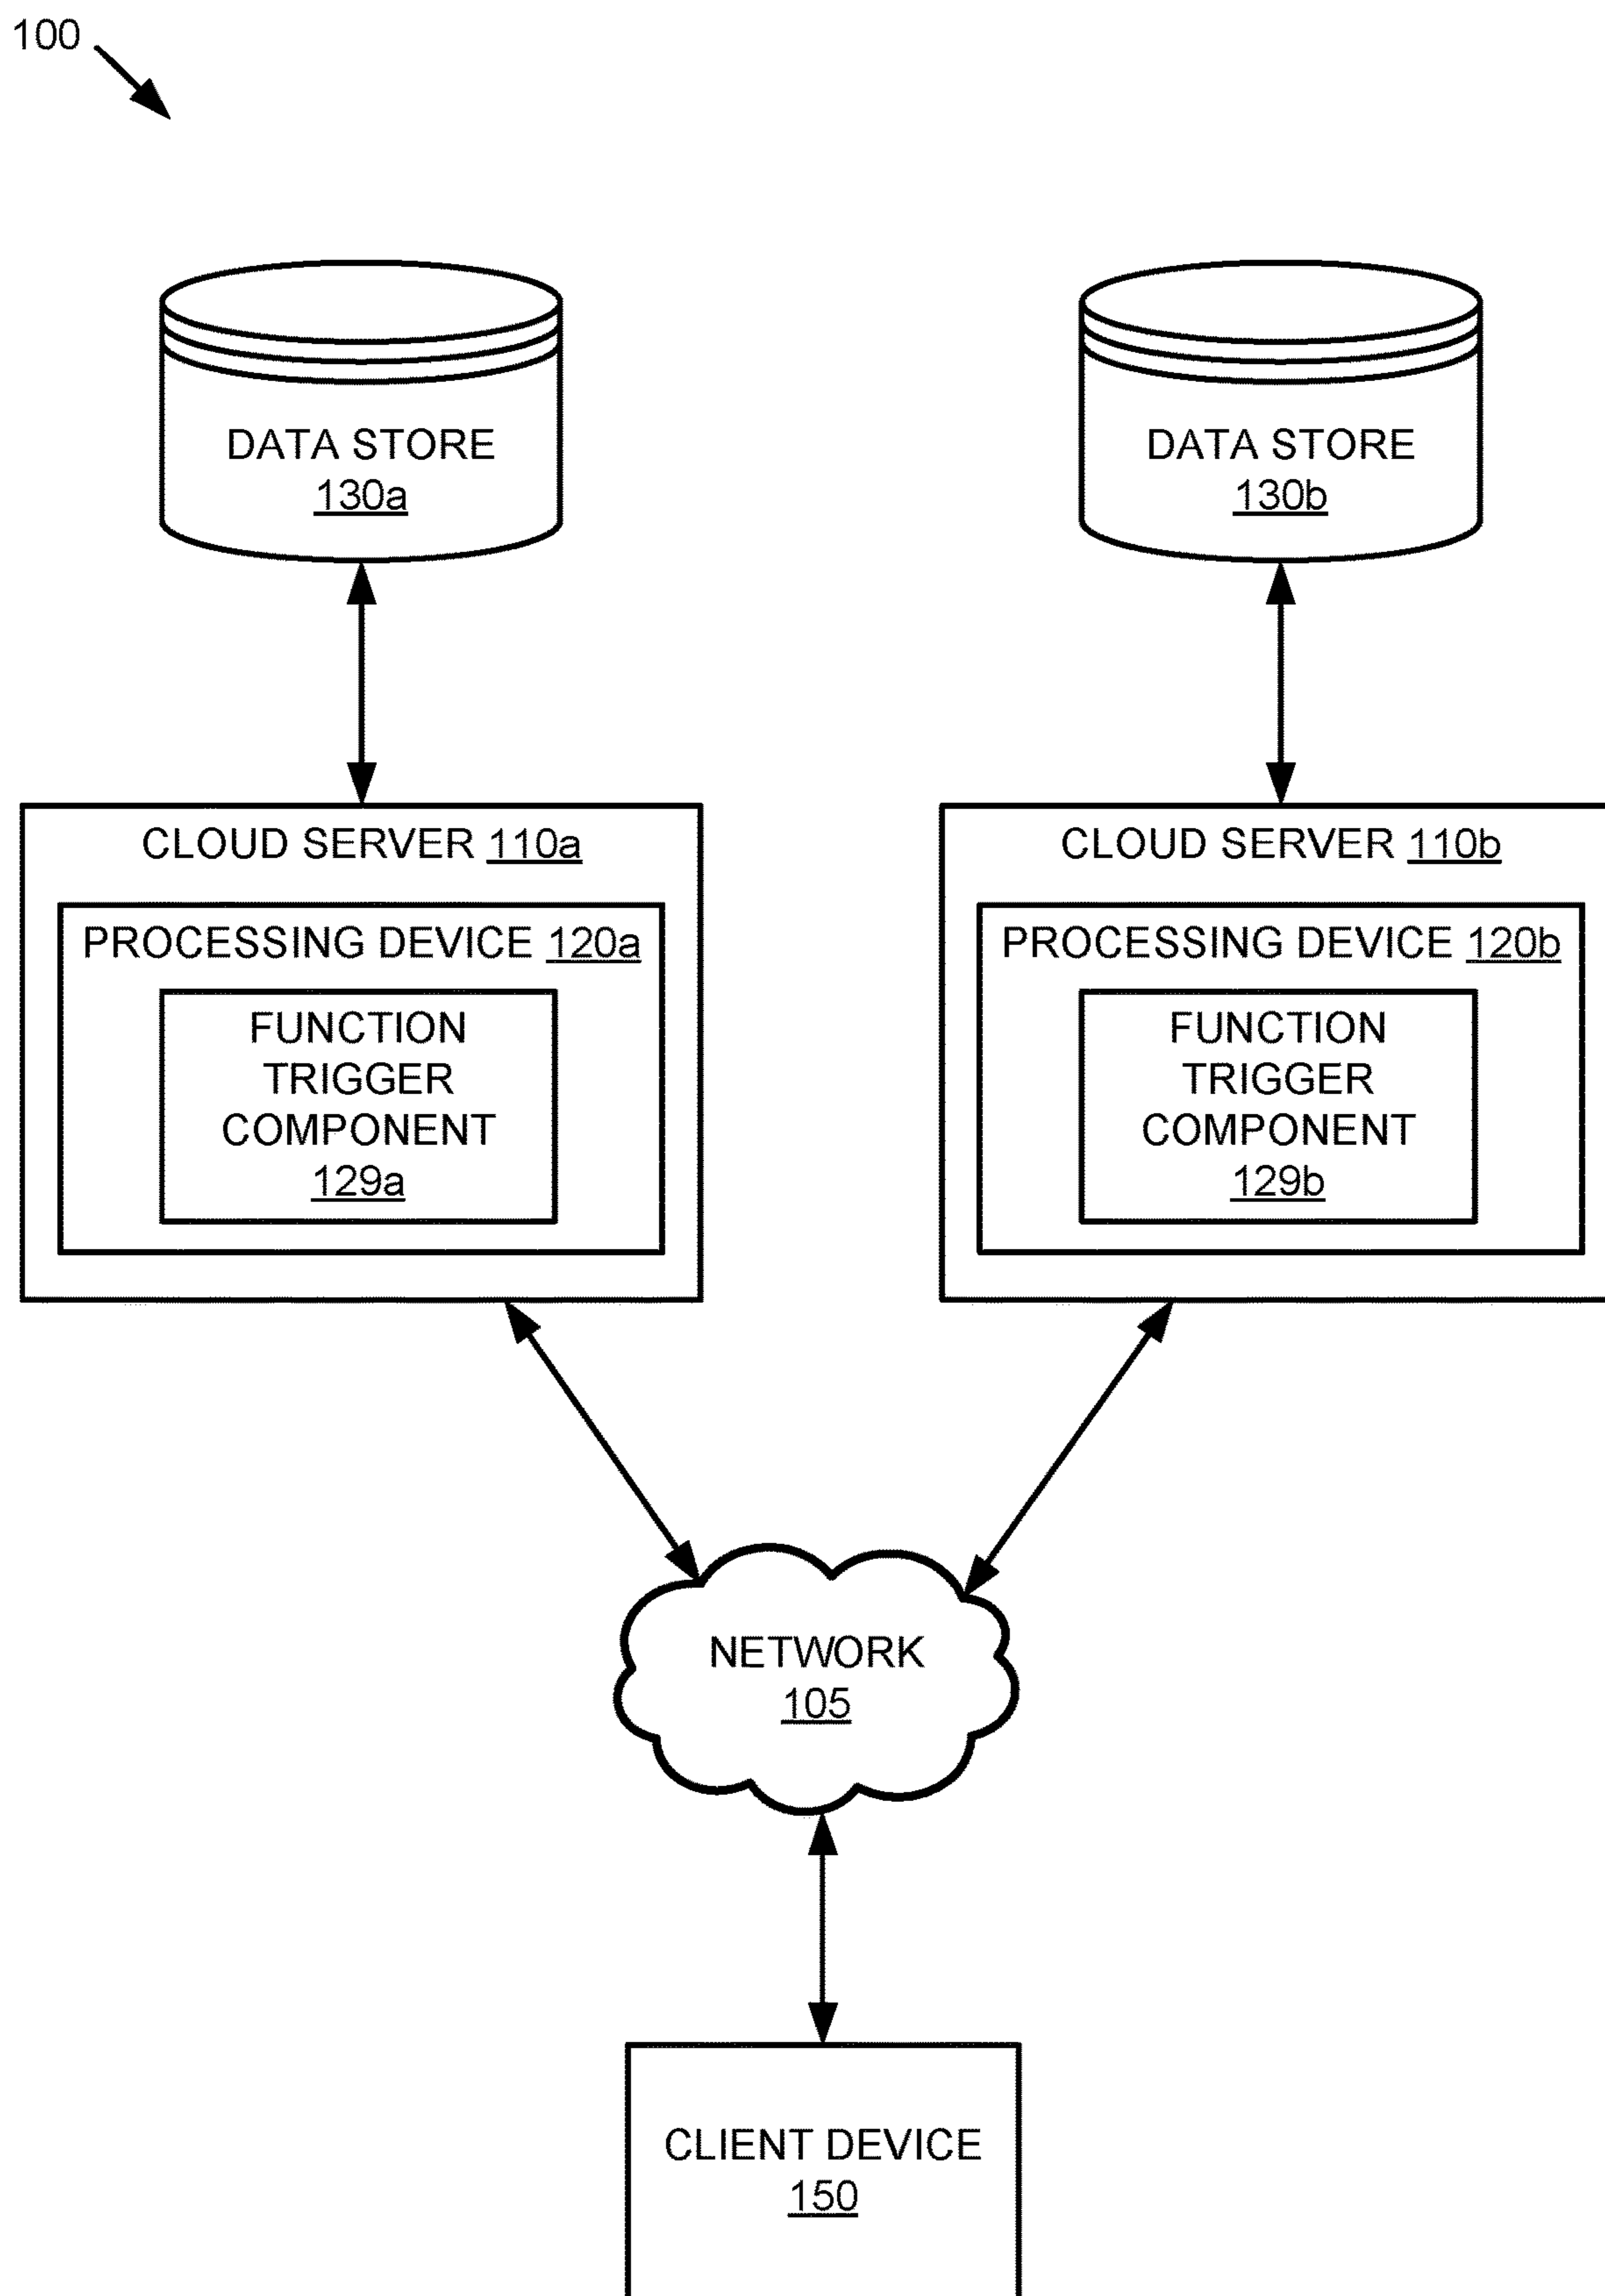 100
DATA STORE
130a
DATA STORE
130b
CLOUD SERVER 110a
PROCESSING DEVICE 120a
FUNCTION
TRIGGER
COMPONENT
129a
CLOUD SERVER 110b
PROCESSING DEVICE 120b
FUNCTION
TRIGGER
COMPONENT
129b
NETWORK
105
CLIENT DEVICE
150